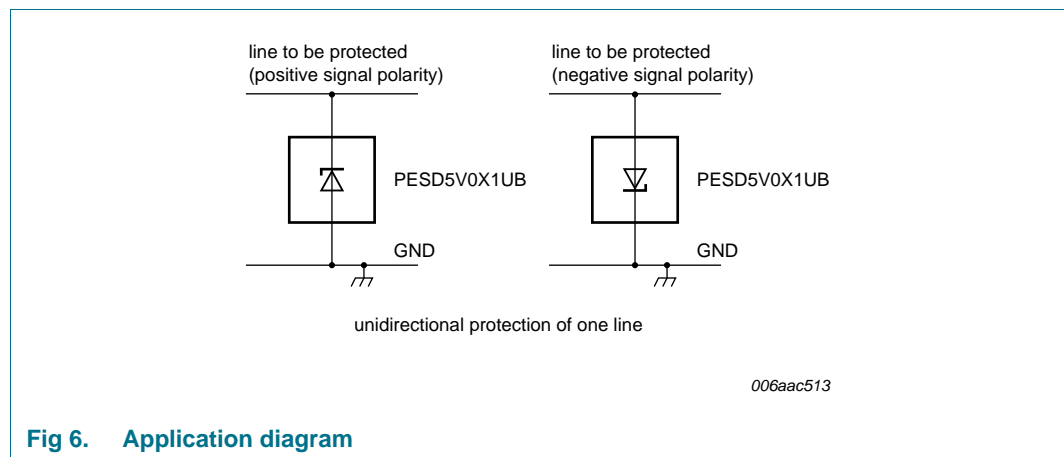 line to be protected
(positive signal polarity)
PESD5V0X1UB
GND
line to be protected
(negative signal polarity)
PESD5V0X1UB
GND
unidirectional protection of one line
006aac513
Fig 6. Application diagram